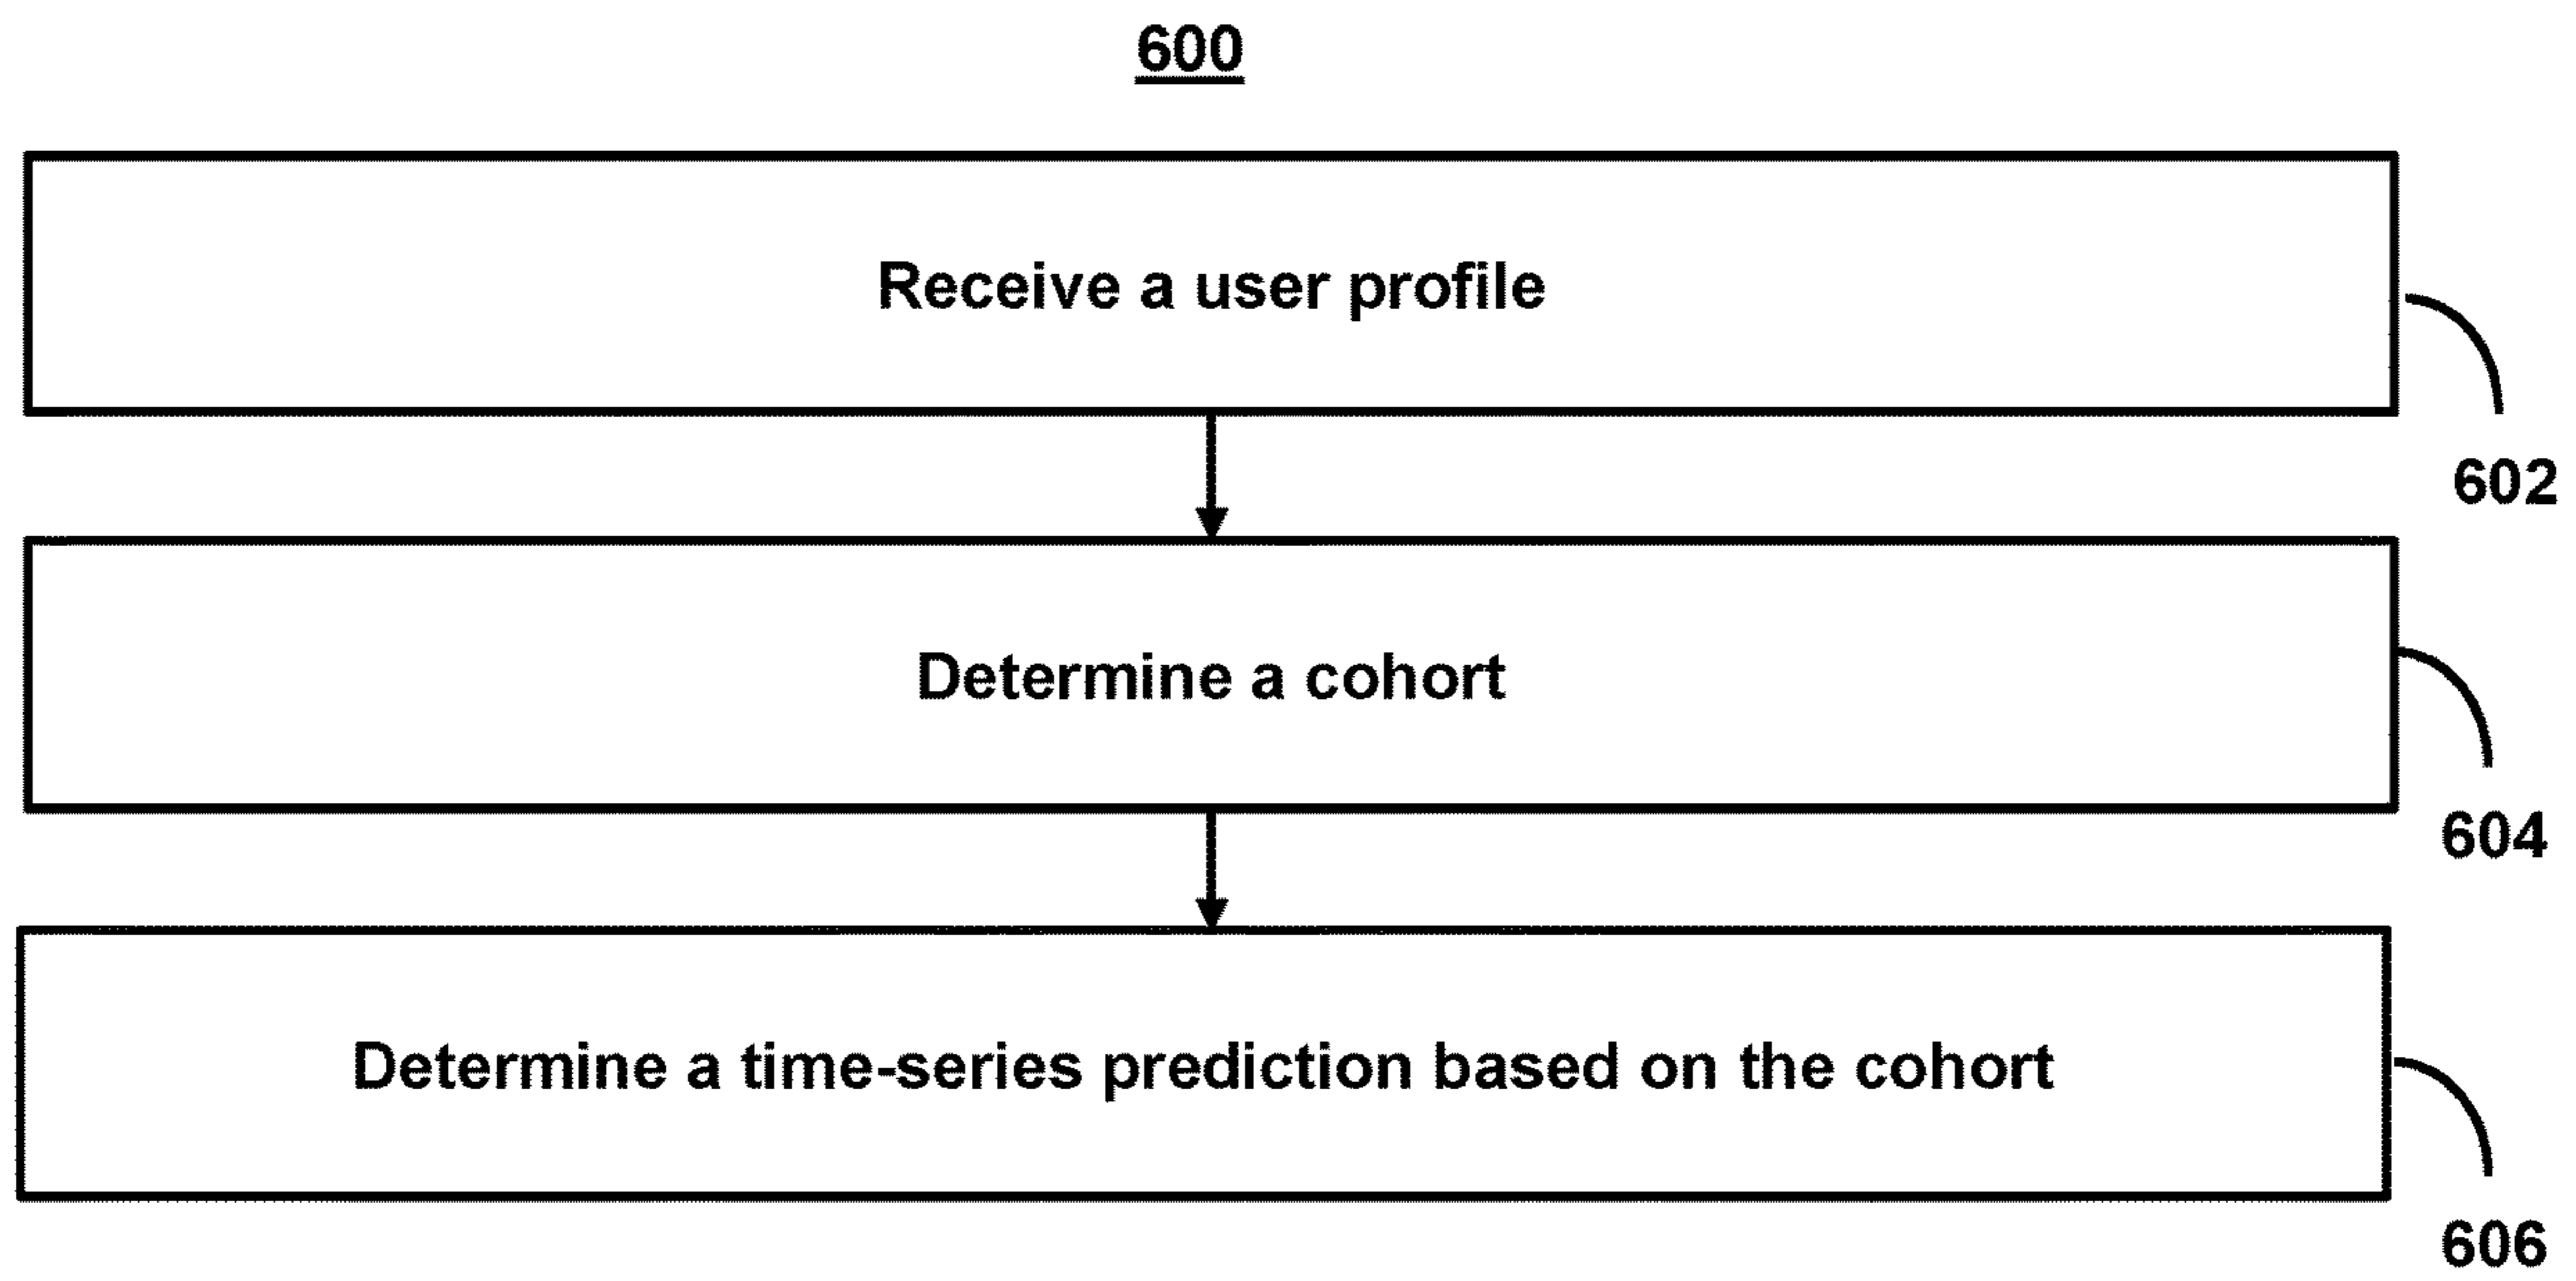 600
Receive a user profile
602
Determine a cohort
604
Determine a time-series prediction based on the cohort
606